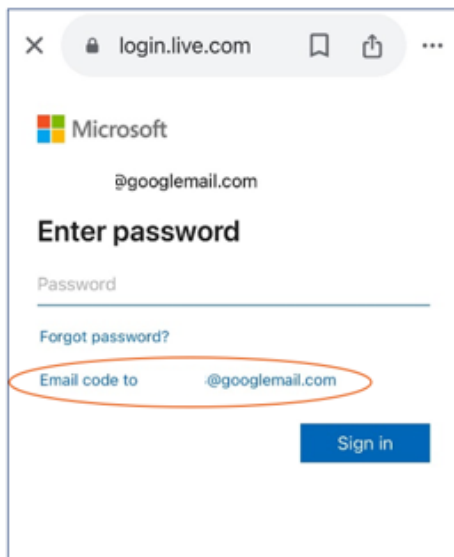 login.live.com
Microsoft
@googlemail.com
Enter password
Password
Forgot password?
Email code to @googlemail.com
Sign in